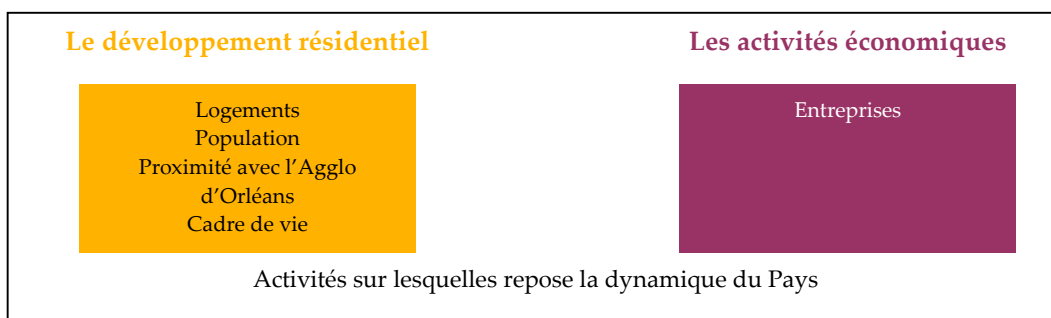 Le développement résidentiel
Les activités économiques
Logements
Population
Proximité avec l’Agglo
d’Orléans
Cadre de vie
Entreprises
Activités sur lesquelles repose la dynamique du Pays